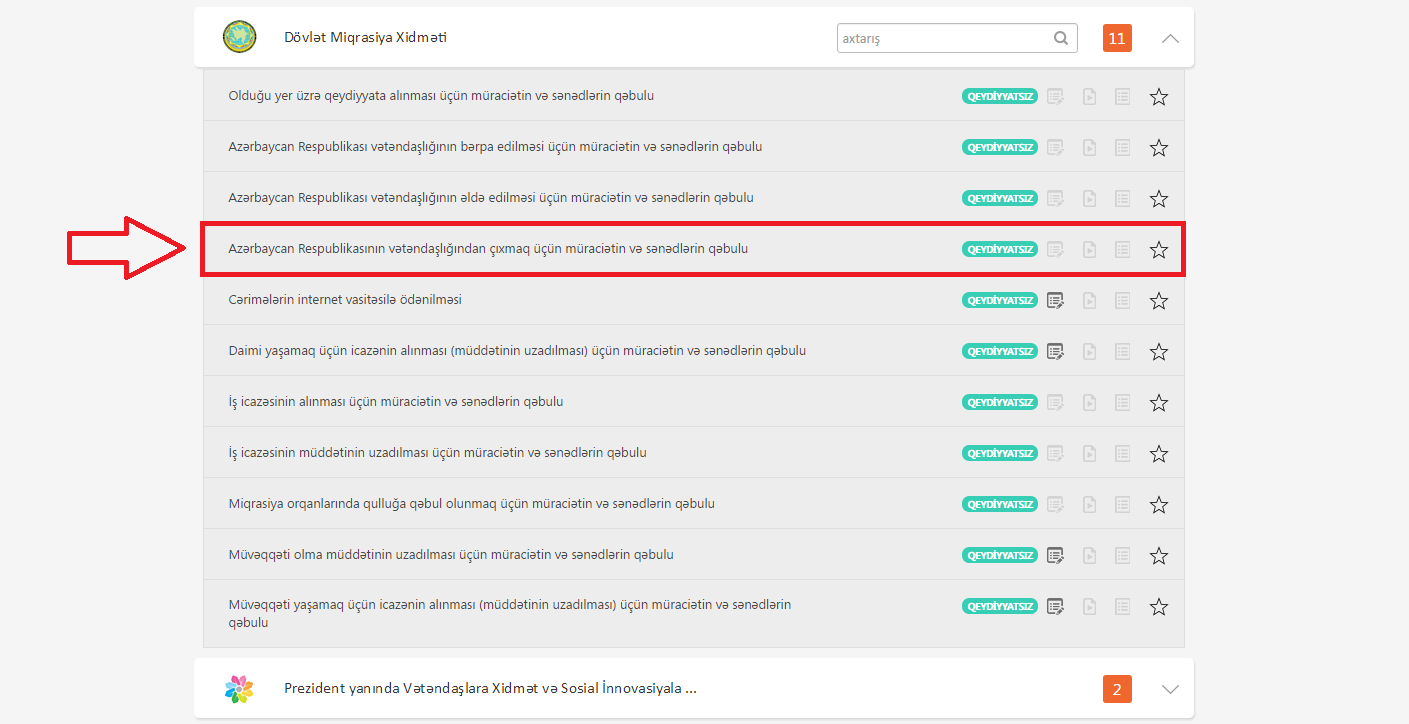 Dövlət Miqrasiya Xidməti
axtarış
11
Olduğu yer üzrə qeydiyyata alınması üçün müraciətin və sənədlərin qəbulu
QEYDİYYATSIZ
Azərbaycan Respublikası vətəndaşlığının bərpa edilməsi üçün müraciətin və sənədlərin qəbulu
QEYDİYYATSIZ
Azərbaycan Respublikası vətəndaşlığının əldə edilməsi üçün müraciətin və sənədlərin qəbulu
QEYDİYYATSIZ
Azərbaycan Respublikasının vətəndaşlığından çıxmaq üçün müraciətin və sənədlərin qəbulu
QEYDİYYATSIZ
Cərimələrin internet vasitəsilə ödənilməsi
QEYDİYYATSIZ
Daimi yaşamaq üçün icazənin alınması (müddətinin uzadılması) üçün müraciətin və sənədlərin qəbulu
QEYDİYYATSIZ
İş icazəsinin alınması üçün müraciətin və sənədlərin qəbulu
QEYDİYYATSIZ
İş icazəsinin müddətinin uzadılması üçün müraciətin və sənədlərin qəbulu
QEYDİYYATSIZ
Miqrasiya orqanlarında qulluğa qəbul olunmaq üçün müraciətin və sənədlərin qəbulu
QEYDİYYATSIZ
Müvəqqəti olma müddətinin uzadılması üçün müraciətin və sənədlərin qəbulu
QEYDİYYATSIZ
Müvəqqəti yaşamaq üçün icazənin alınması (müddətinin uzadılması) üçün müraciətin və sənədlərin
qəbulu
QEYDİYYATSIZ
Prezident yanında Vətəndaşlara Xidmət və Sosial İnnovasiyala ...
2